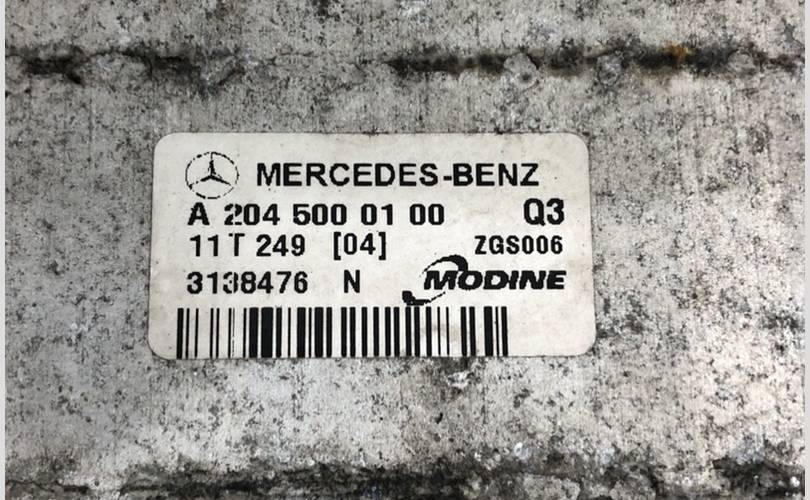 MERCEDES-BENZ
A 204 500 01 00 Q3
11 T 249 [04] ZGS006
3138476 N MODINE